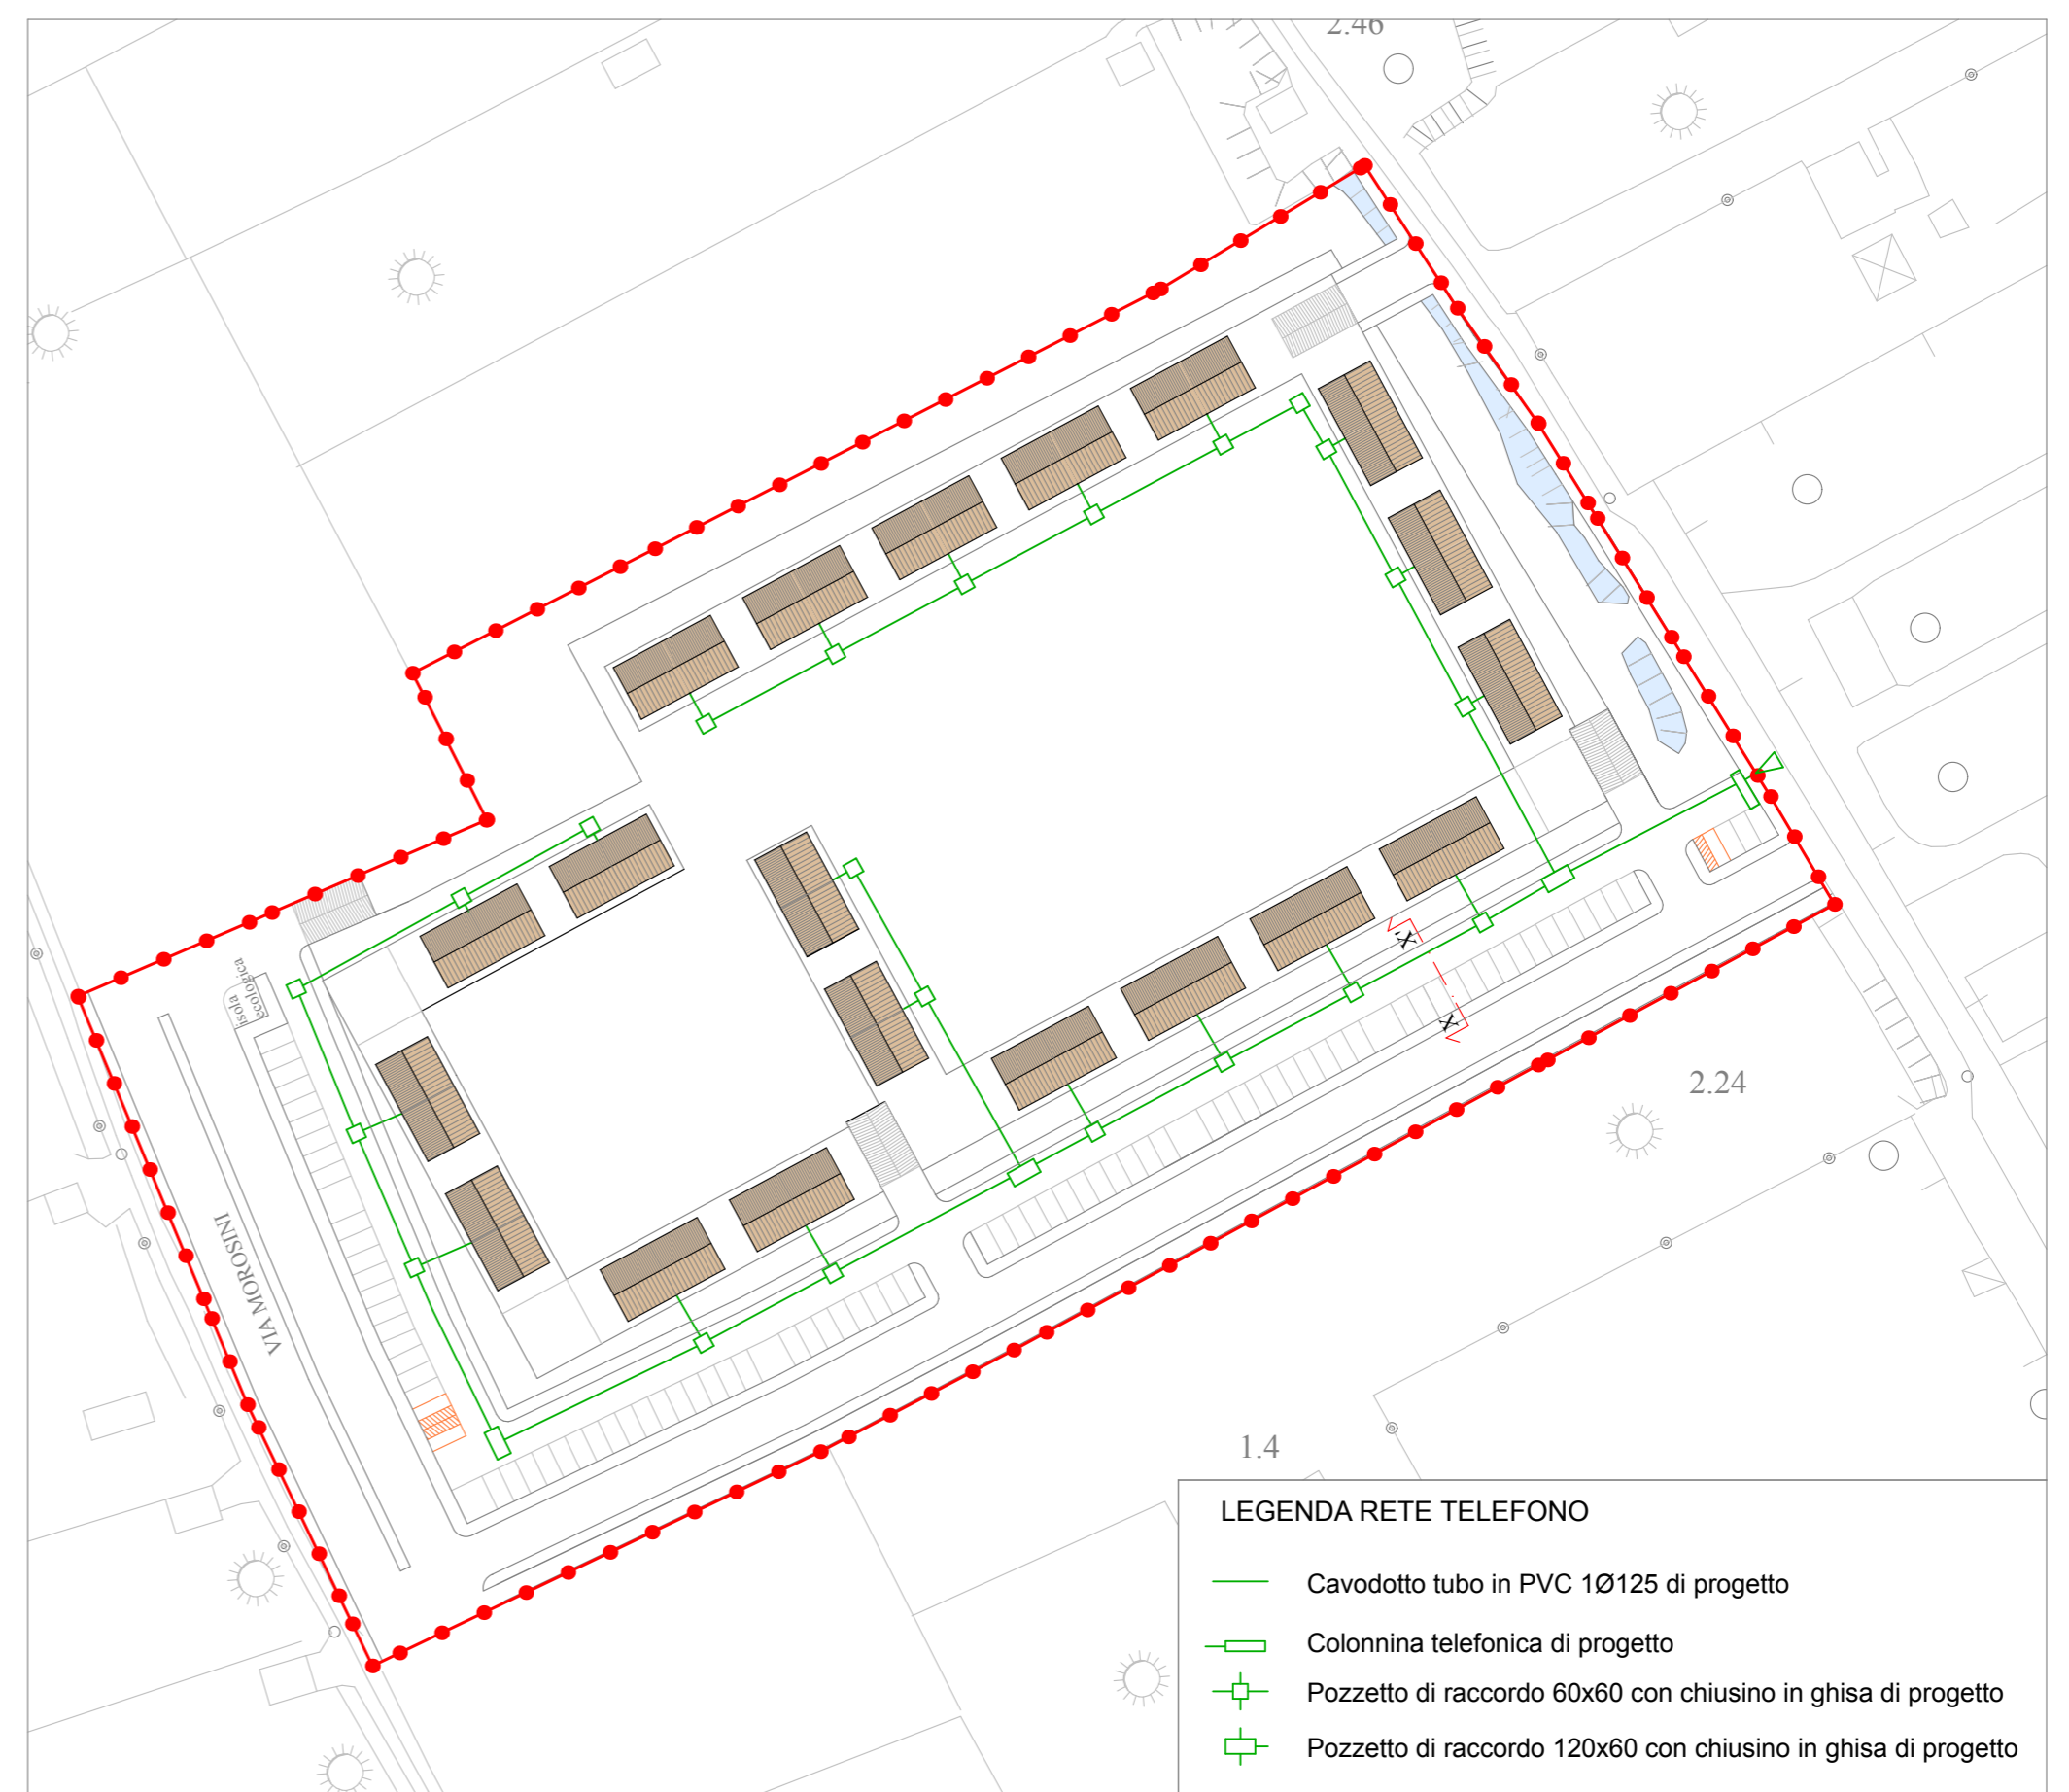 2.46
isola
ecologica
VIA MOROSINI
X'
X
2.24
1.4
LEGENDA RETE TELEFONO
Cavodotto tubo in PVC 1Ø125 di progetto
Colonnina telefonica di progetto
Pozzetto di raccordo 60x60 con chiusino in ghisa di progetto
Pozzetto di raccordo 120x60 con chiusino in ghisa di progetto